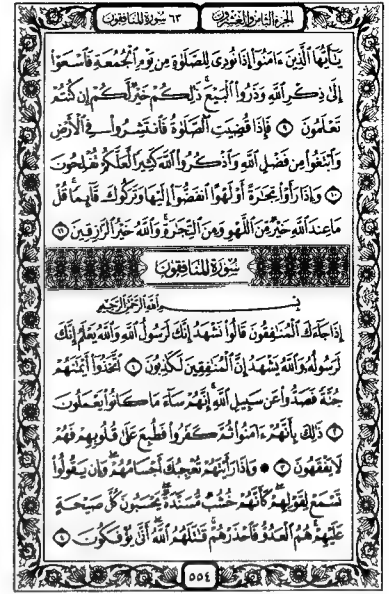 الجزء الثامن والعشرون ٦٣ سورة المنافقون
يَٰٓأَيُّهَا ٱلَّذِينَ ءَامَنُوٓا۟ إِذَا نُودِىَ لِلصَّلَوٰةِ مِن يَوْمِ ٱلْجُمُعَةِ فَٱسْعَوْا۟
إِلَىٰ ذِكْرِ ٱللَّهِ وَذَرُوا۟ ٱلْبَيْعَ ۚ ذَٰلِكُمْ خَيْرٌ لَّكُمْ إِن كُنتُمْ
تَعْلَمُونَ ٩ فَإِذَا قُضِيَتِ ٱلصَّلَوٰةُ فَٱنتَشِرُوا۟ فِى ٱلْأَرْضِ
وَٱبْتَغُوا۟ مِن فَضْلِ ٱللَّهِ وَٱذْكُرُوا۟ ٱللَّهَ كَثِيرًا لَّعَلَّكُمْ تُفْلِحُونَ
١٠ وَإِذَا رَأَوْا۟ تِجَٰرَةً أَوْ لَهْوًا ٱنفَضُّوٓا۟ إِلَيْهَا وَتَرَكُوكَ قَآئِمًا ۚ قُلْ
مَا عِندَ ٱللَّهِ خَيْرٌ مِّنَ ٱللَّهْوِ وَمِنَ ٱلتِّجَٰرَةِ ۚ وَٱللَّهُ خَيْرُ ٱلرَّٰزِقِينَ ١١
سورة المنافقون
بِسْمِ ٱللَّهِ ٱلرَّحْمَٰنِ ٱلرَّحِيمِ
إِذَا جَآءَكَ ٱلْمُنَٰفِقُونَ قَالُوا۟ نَشْهَدُ إِنَّكَ لَرَسُولُ ٱللَّهِ ۗ وَٱللَّهُ يَعْلَمُ إِنَّكَ
لَرَسُولُهُۥ وَٱللَّهُ يَشْهَدُ إِنَّ ٱلْمُنَٰفِقِينَ لَكَٰذِبُونَ ١ ٱتَّخَذُوٓا۟ أَيْمَٰنَهُمْ
جُنَّةً فَصَدُّوا۟ عَن سَبِيلِ ٱللَّهِ ۚ إِنَّهُمْ سَآءَ مَا كَانُوا۟ يَعْمَلُونَ
٢ ذَٰلِكَ بِأَنَّهُمْ ءَامَنُوا۟ ثُمَّ كَفَرُوا۟ فَطُبِعَ عَلَىٰ قُلُوبِهِمْ فَهُمْ
لَا يَفْقَهُونَ ٣ ۞ وَإِذَا رَأَيْتَهُمْ تُعْجِبُكَ أَجْسَامُهُمْ ۖ وَإِن يَقُولُوا۟
تَسْمَعْ لِقَوْلِهِمْ ۖ كَأَنَّهُمْ خُشُبٌ مُّسَنَّدَةٌ ۖ يَحْسَبُونَ كُلَّ صَيْحَةٍ
عَلَيْهِمْ ۚ هُمُ ٱلْعَدُوُّ فَٱحْذَرْهُمْ ۚ قَٰتَلَهُمُ ٱللَّهُ ۖ أَنَّىٰ يُؤْفَكُونَ ٤
٥٥٤